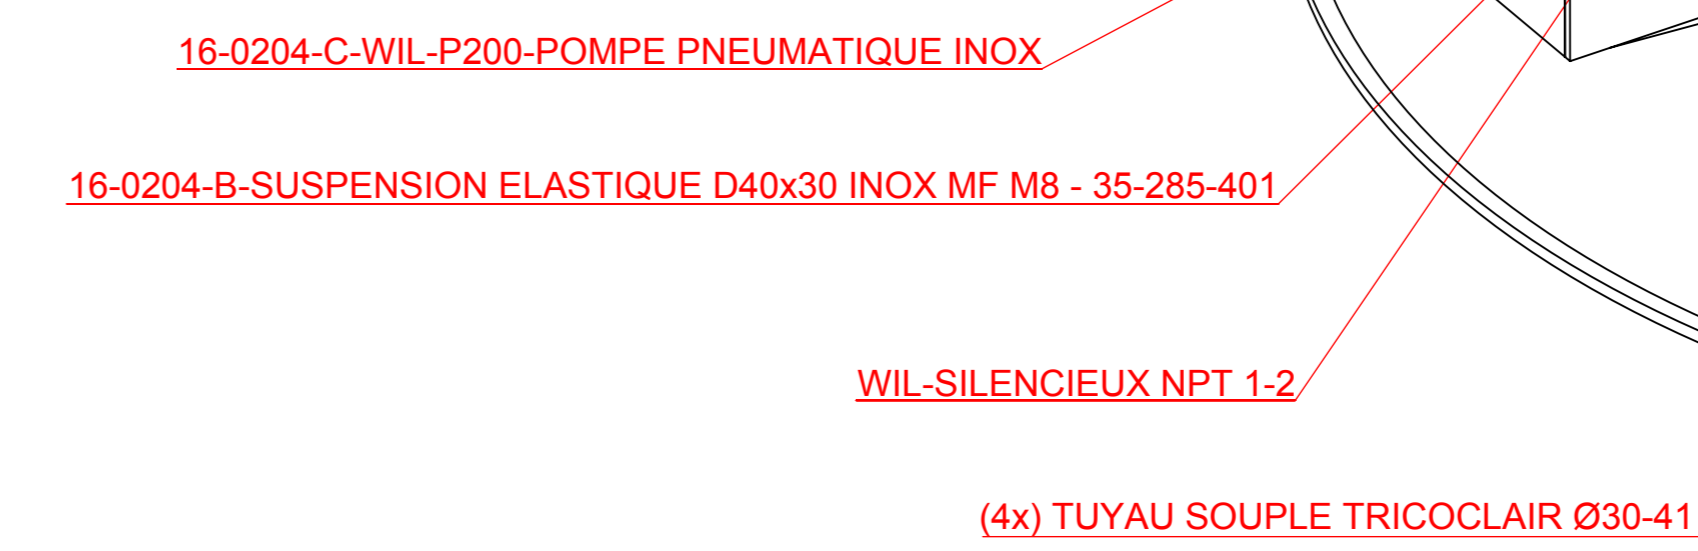 16-0204-C-WIL-P200-POMPE PNEUMATIQUE INOX
16-0204-B-SUSPENSION ELASTIQUE D40x30 INOX MF M8 - 35-285-401
WIL-SILENCIEUX NPT 1-2
(4x) TUYAU SOUPLE TRICOCLAIR Ø30-41